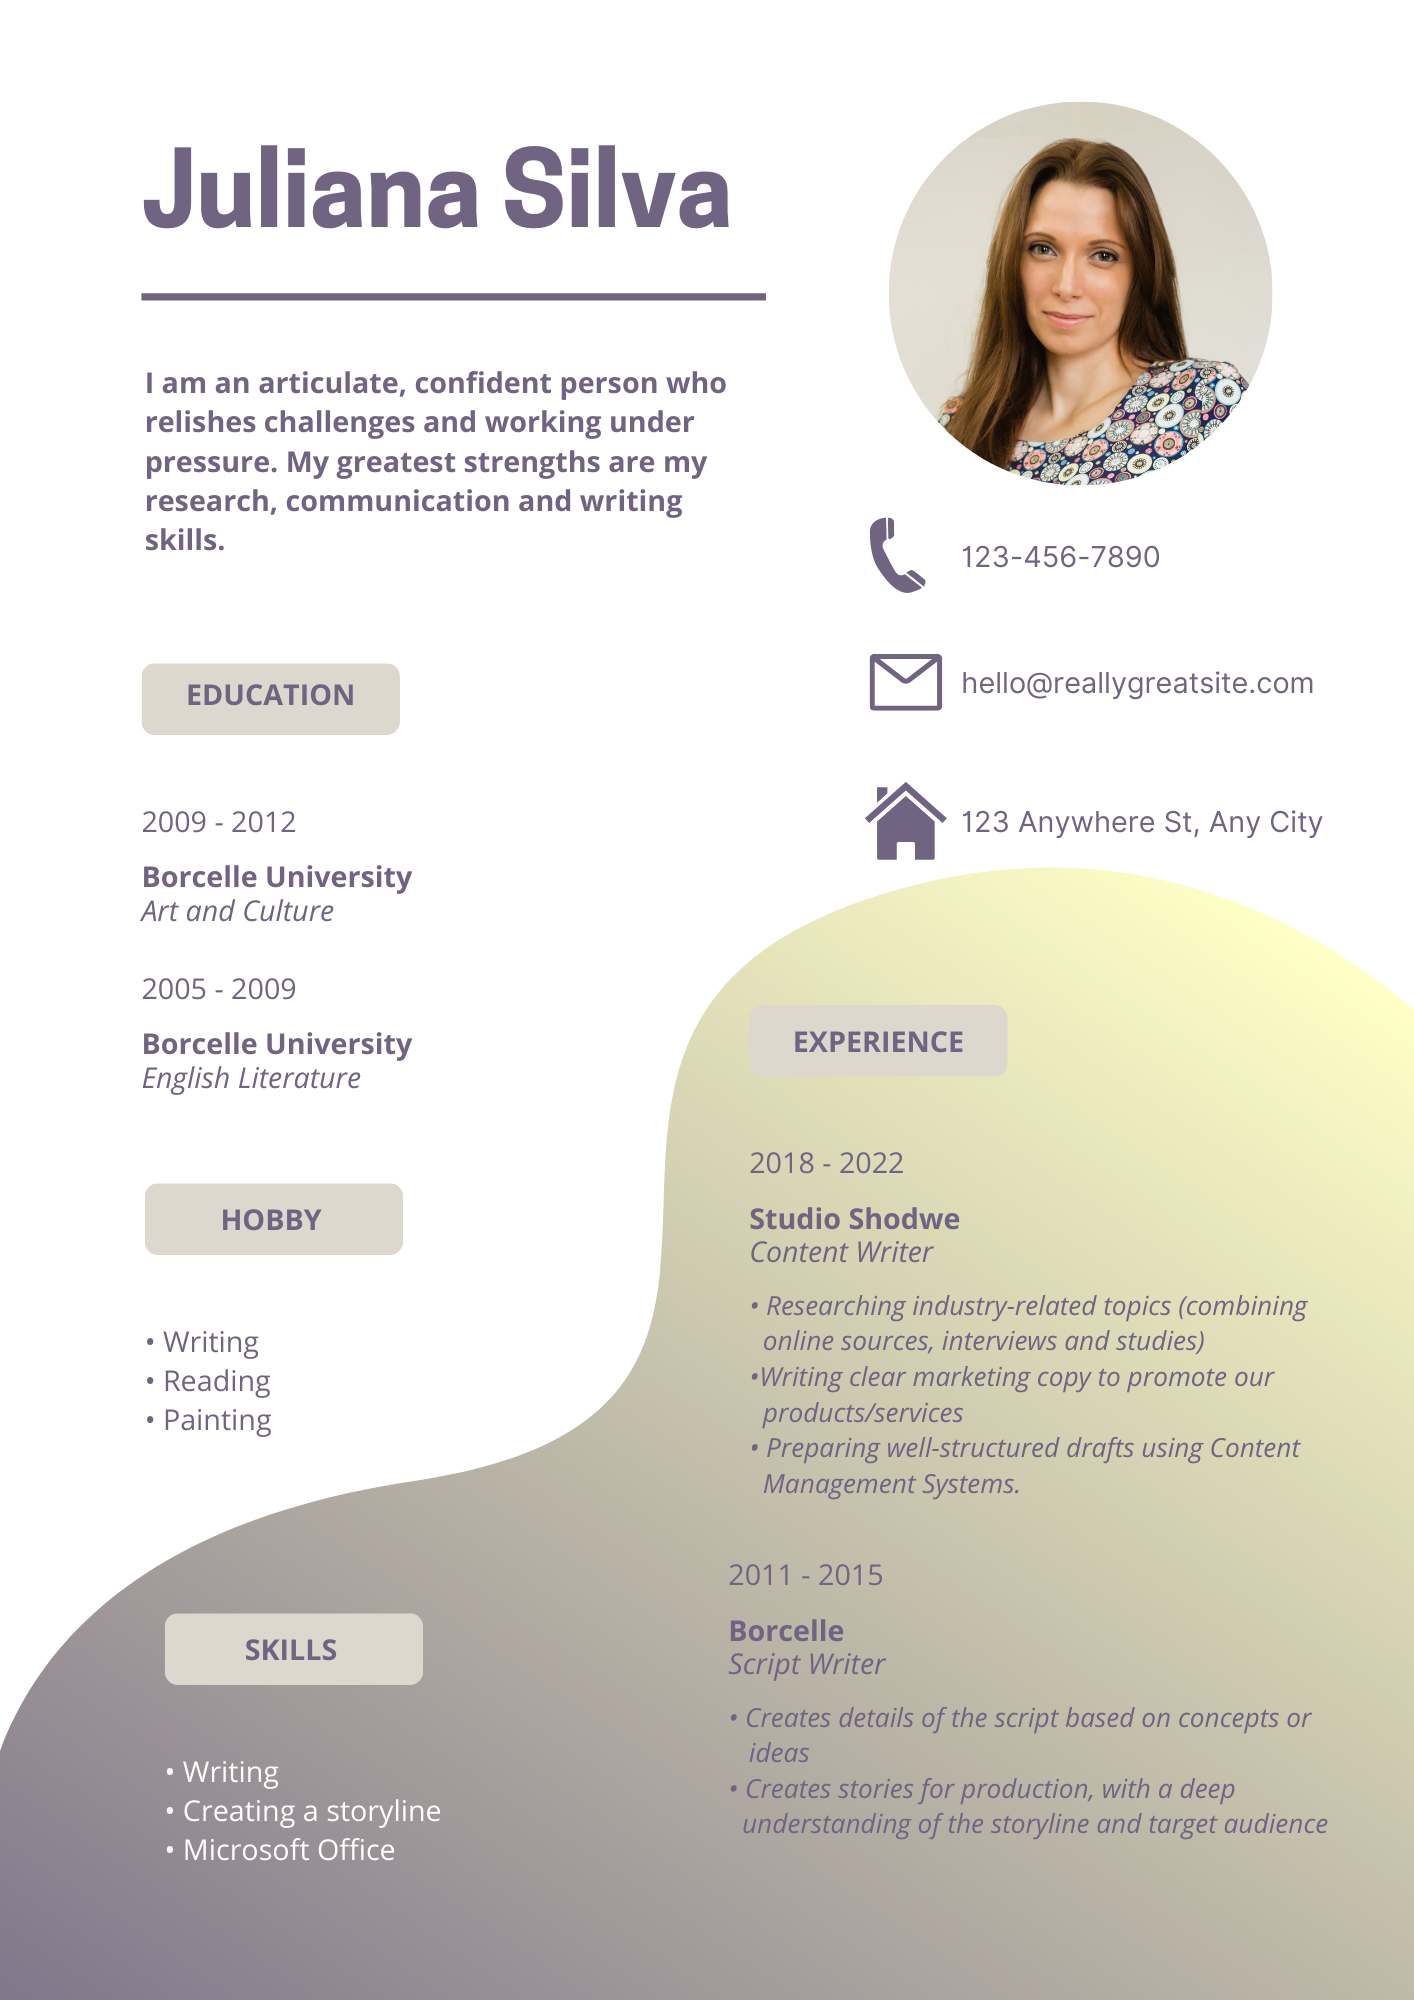 Juliana Silva
I am an articulate, confident person who
relishes challenges and working under
pressure. My greatest strengths are my
research, communication and writing
skills.
123-456-7890
hello@reallygreatsite.com
123 Anywhere St, Any City
EDUCATION
2009 - 2012
Borcelle University
Art and Culture
2005 - 2009
Borcelle University
English Literature
HOBBY
• Writing
• Reading
• Painting
SKILLS
• Writing
• Creating a storyline
• Microsoft Office
EXPERIENCE
2018 - 2022
Studio Shodwe
Content Writer
• Researching industry-related topics (combining
online sources, interviews and studies)
•Writing clear marketing copy to promote our
products/services
• Preparing well-structured drafts using Content
Management Systems.
2011 - 2015
Borcelle
Script Writer
• Creates details of the script based on concepts or
ideas
• Creates stories for production, with a deep
understanding of the storyline and target audience